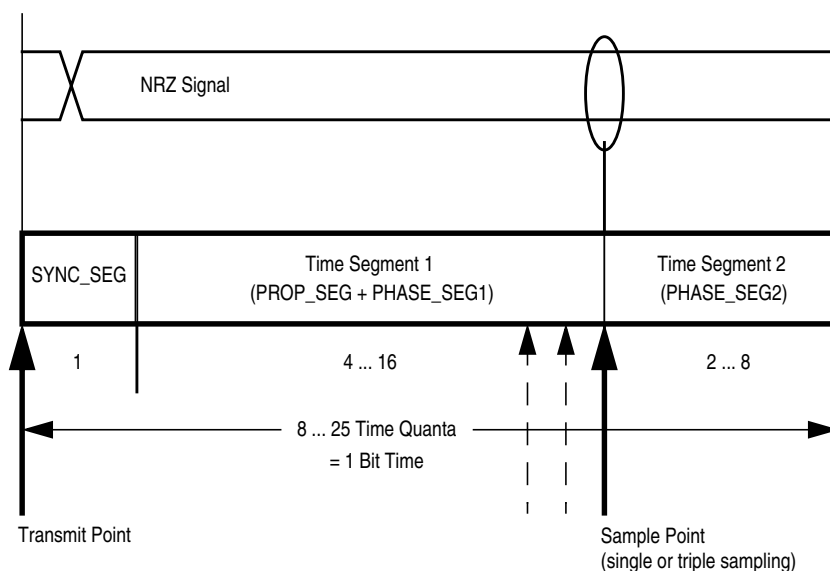 NRZ Signal
SYNC_SEG
Time Segment 1
(PROP_SEG + PHASE_SEG1)
Time Segment 2
(PHASE_SEG2)
1
4 ... 16
2 ... 8
8 ... 25 Time Quanta
= 1 Bit Time
Transmit Point
Sample Point
(single or triple sampling)